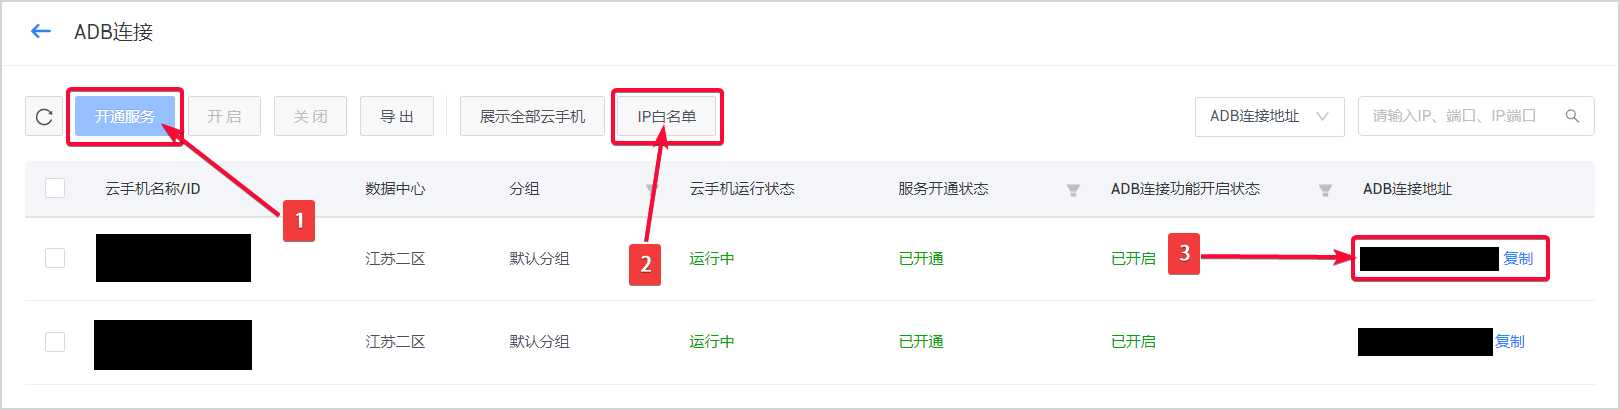 ADB连接
开通服务 开启 关闭 导出 展示全部云手机 IP白名单 ADB连接地址 请输入IP、端口、IP:端口
云手机名称/ID 数据中心 分组 云手机运行状态 服务开通状态 ADB连接功能开启状态 ADB连接地址
1
江苏二区 默认分组 2 运行中 已开通 已开启 3 复制
江苏二区 默认分组 运行中 已开通 已开启 复制